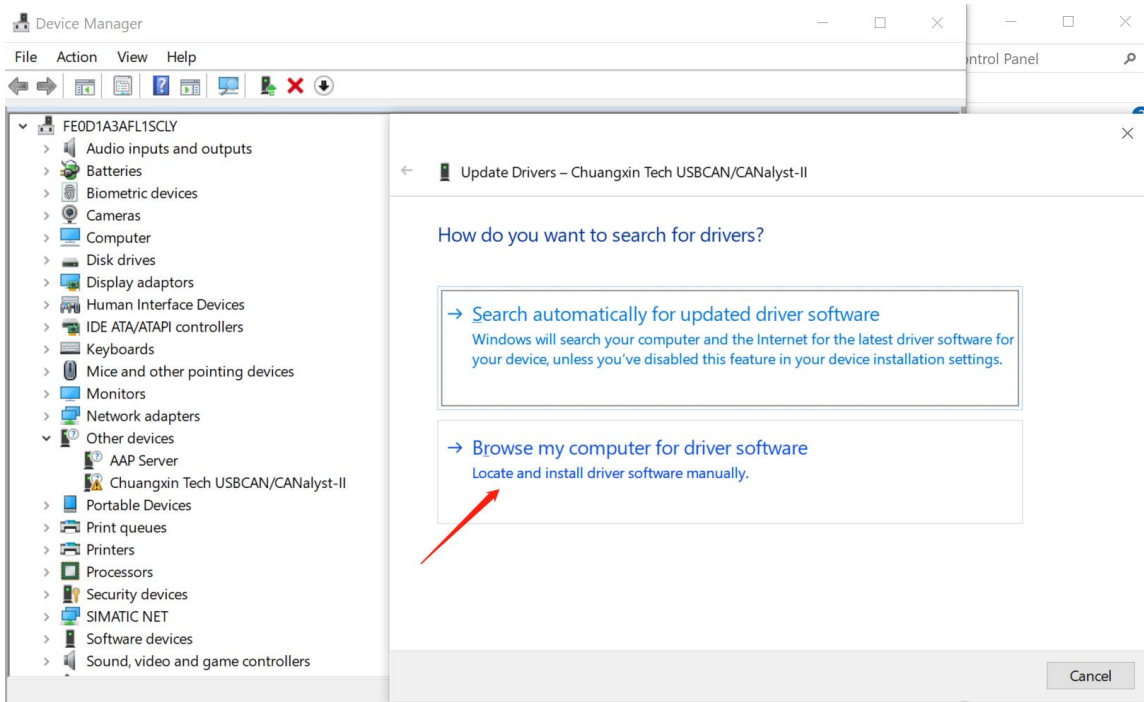 Device Manager
File Action View Help
ontrol Panel
FE0D1A3AFL1SCLY
Audio inputs and outputs
Batteries
Biometric devices
Cameras
Computer
Disk drives
Display adaptors
Human Interface Devices
IDE ATA/ATAPI controllers
Keyboards
Mice and other pointing devices
Monitors
Network adapters
Other devices
AAP Server
Chuangxin Tech USBCAN/CANalyst-II
Portable Devices
Print queues
Printers
Processors
Security devices
SIMATIC NET
Software devices
Sound, video and game controllers
Update Drivers – Chuangxin Tech USBCAN/CANalyst-II
How do you want to search for drivers?
Search automatically for updated driver software
Windows will search your computer and the Internet for the latest driver software for
your device, unless you've disabled this feature in your device installation settings.
Browse my computer for driver software
Locate and install driver software manually.
Cancel